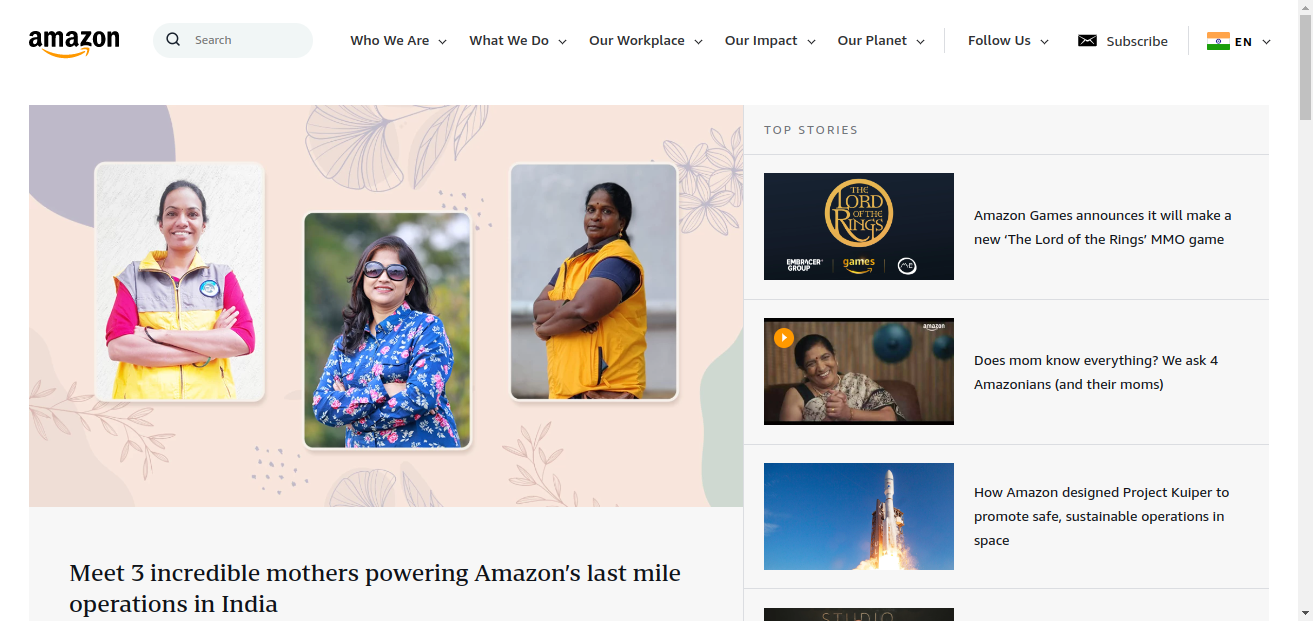 amazon
Search
Who We Are
What We Do
Our Workplace
Our Impact
Our Planet
Follow Us
Subscribe
EN
TOP STORIES
THE
LORD
OF THE
RINGS
EMBRACER
GROUP
games
Amazon Games announces it will make a
new ‘The Lord of the Rings’ MMO game
amazon
Does mom know everything? We ask 4
Amazonians (and their moms)
How Amazon designed Project Kuiper to
promote safe, sustainable operations in
space
Meet 3 incredible mothers powering Amazon’s last mile
operations in India
STUDIO